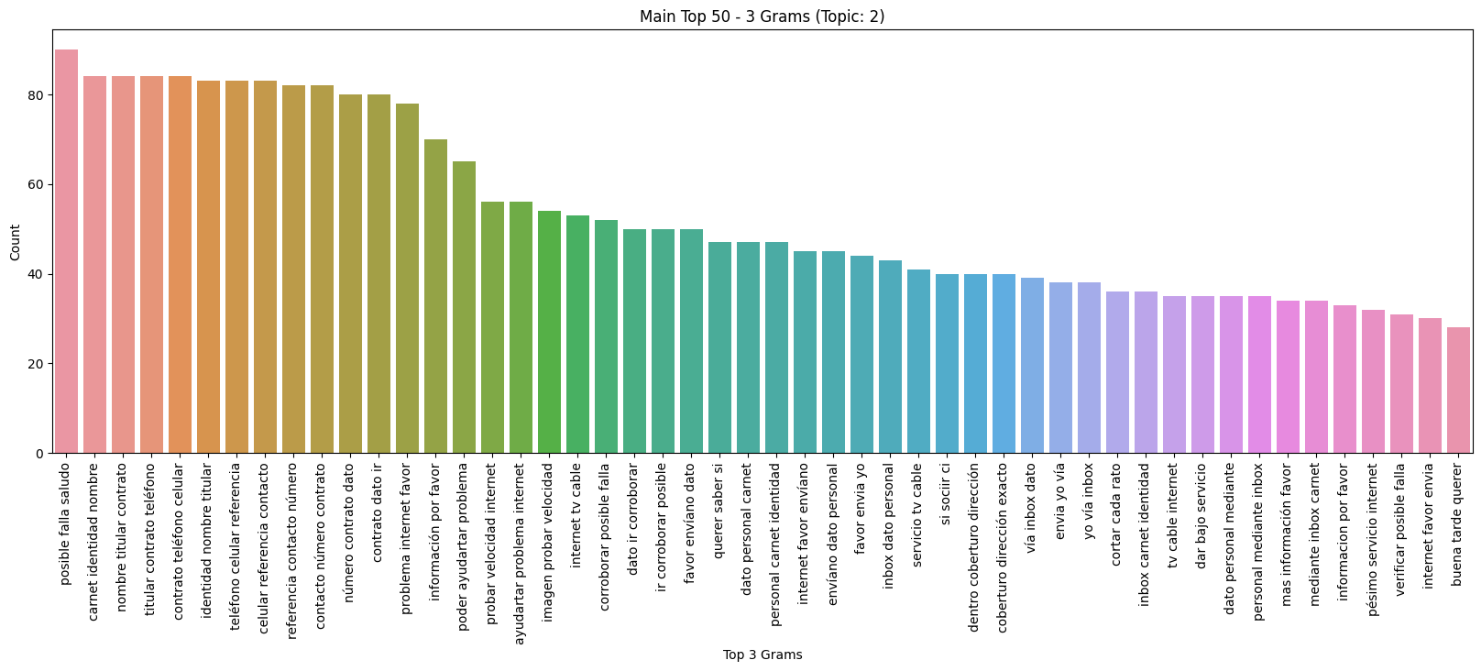 Main Top 50 - 3 Grams (Topic: 2)
Count
80
60
40
20
0
posible falla saludo
carnet identidad nombre
nombre titular contrato
titular contrato teléfono
contrato teléfono celular
identidad nombre titular
teléfono celular referencia
celular referencia contacto
referencia contacto número
contacto número contrato
número contrato dato
contrato dato ir
problema internet favor
información por favor
poder ayudartar problema
probar velocidad internet
ayudartar problema internet
imagen probar velocidad
internet tv cable
corroborar posible falla
dato ir corroborar
ir corroborar posible
favor envíano dato
querer saber si
dato personal carnet
personal carnet identidad
internet favor envíano
envíano dato personal
favor envia yo
inbox dato personal
servicio tv cable
si sociir ci
dentro coberturo dirección
coberturo dirección exacto
vía inbox dato
envia yo vía
yo vía inbox
cortar cada rato
inbox carnet identidad
tv cable internet
dar bajo servicio
dato personal mediante
personal mediante inbox
mas información favor
mediante inbox carnet
informacion por favor
pésimo servicio internet
verificar posible falla
internet favor envia
buena tarde querer
Top 3 Grams